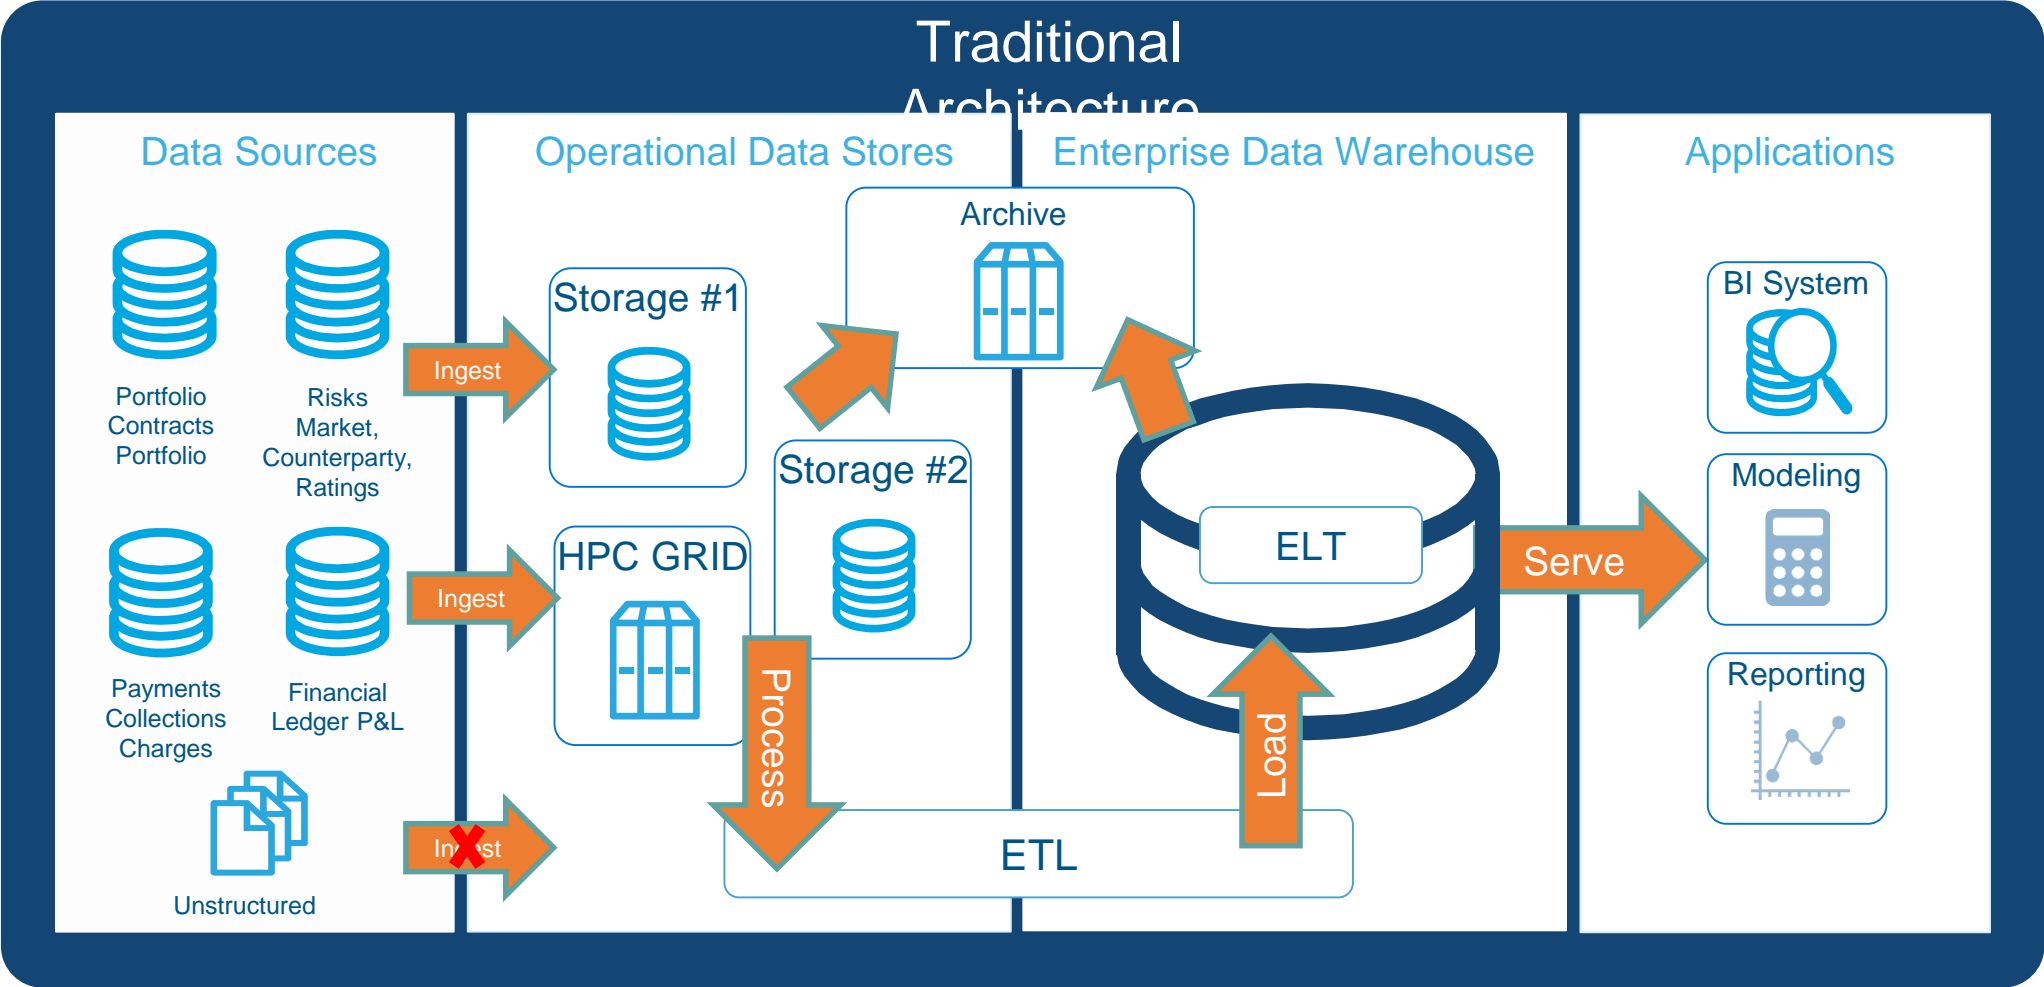 Traditional
Architecture
Data Sources
Operational Data Stores
Enterprise Data Warehouse
Applications
Portfolio
Contracts
Portfolio
Risks
Market,
Counterparty,
Ratings
Payments
Collections
Charges
Financial
Ledger P&L
Unstructured
Ingest
Ingest
Ingest
Storage #1
Storage #2
HPC GRID
Archive
Process
ETL
Load
ELT
Serve
BI System
Modeling
Reporting